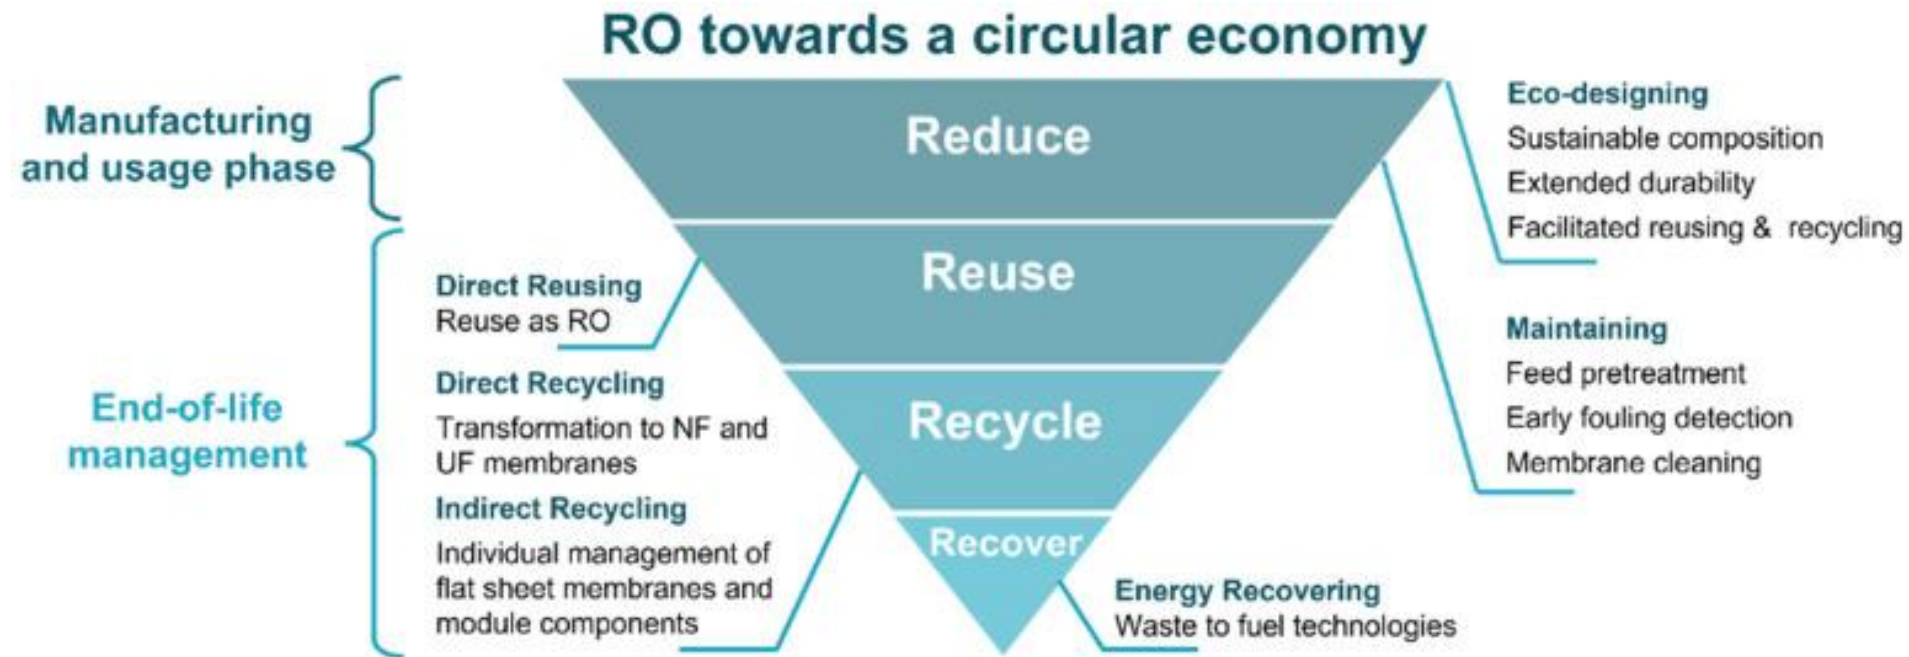 RO towards a circular economy
Manufacturing
and usage phase
Reduce
Eco-designing
Sustainable composition
Extended durability
Facilitated reusing & recycling
Reuse
Direct Reusing
Reuse as RO
Maintaining
Feed pretreatment
Early fouling detection
Membrane cleaning
End-of-life
management
Direct Recycling
Transformation to NF and
UF membranes
Indirect Recycling
Individual management of
flat sheet membranes and
module components
Recycle
Recover
Energy Recovering
Waste to fuel technologies